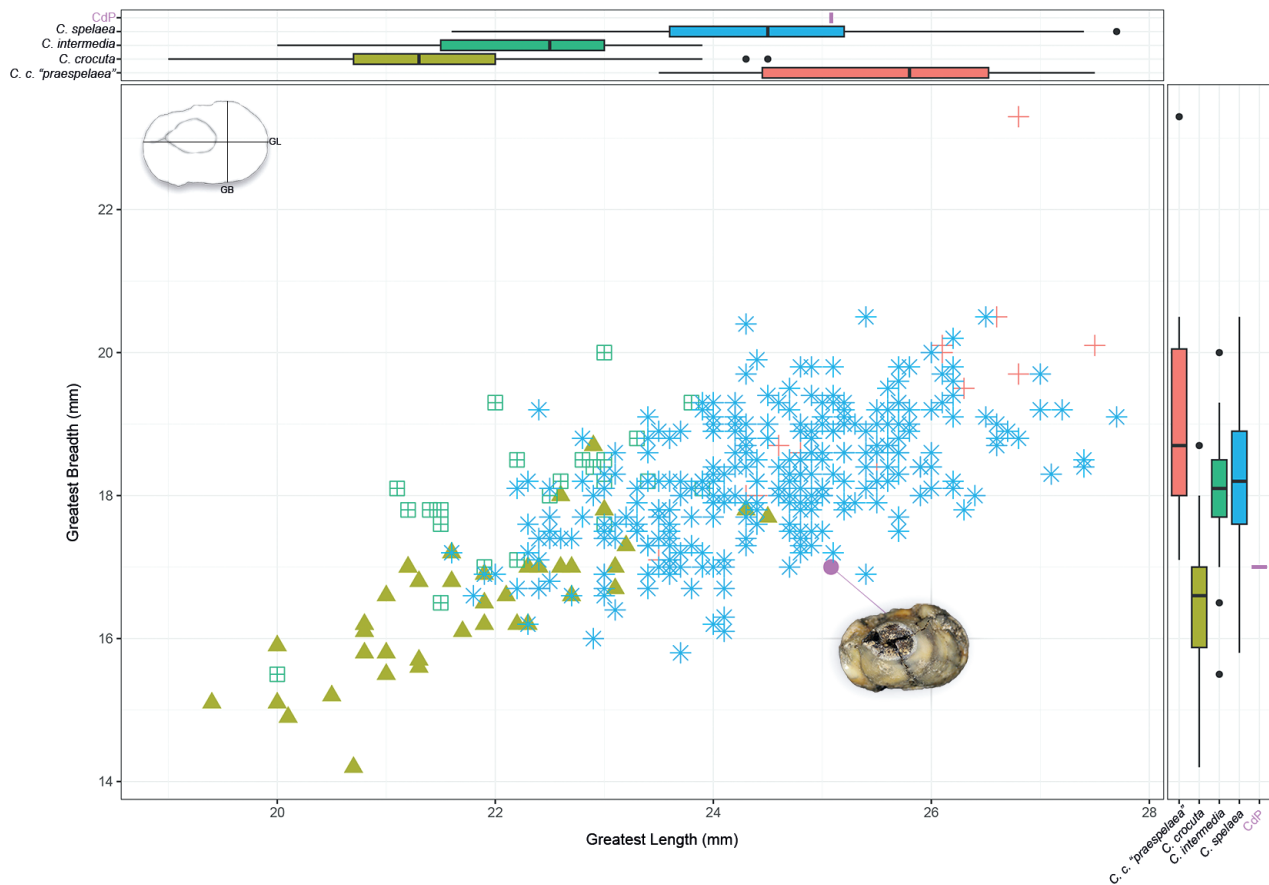 CdP
C. spelaea
C. intermedia
C. crocuta
C. c. “praespelaea”
GL
GB
22
20
18
16
14
Greatest Breadth (mm)
20 22 24 26 28
Greatest Length (mm)
C. c. “praespelaea”
C. crocuta
C. intermedia
C. spelaea
CdP